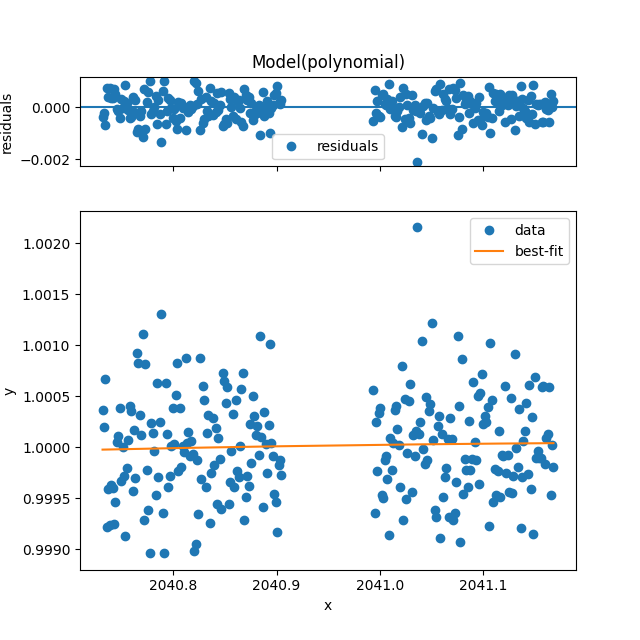 Model(polynomial)
residuals
0.000
−0.002
residuals
y
1.0020
1.0015
1.0010
1.0005
1.0000
0.9995
0.9990
data
best-fit
2040.8 2040.9 2041.0 2041.1
x